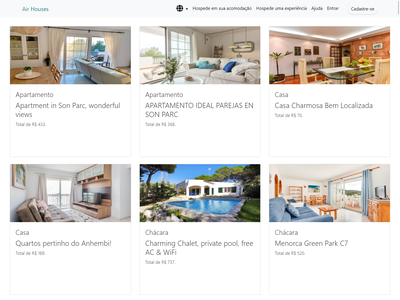 Air Houses
Hospede em sua acomodação Hospede uma experiência Ajuda Entrar Cadastre-se
Apartamento
Apartment in Son Parc, wonderful
views
Total de R$ 433.
Apartamento
APARTAMENTO IDEAL PAREJAS EN
SON PARC
Total de R$ 368.
Casa
Casa Charmosa Bem Localizada
Total de R$ 70.
Casa
Quartos pertinho do Anhembi!
Total de R$ 189.
Chácara
Charming Chalet, private pool, free
AC & WiFi
Total de R$ 737.
Chácara
Menorca Green Park C7
Total de R$ 520.